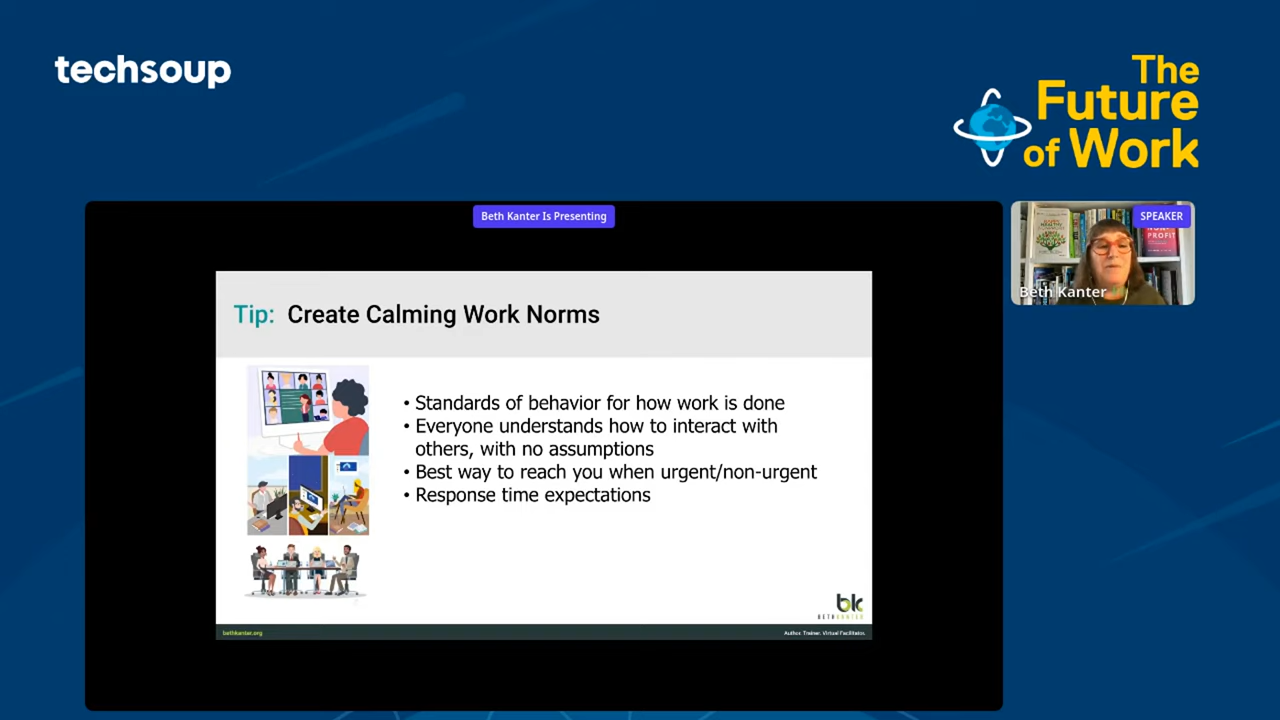 techsoup
The
Future
of Work
Beth Kanter Is Presenting
SPEAKER
Beth Kanter
Tip: Create Calming Work Norms
• Standards of behavior for how work is done
• Everyone understands how to interact with
others, with no assumptions
• Best way to reach you when urgent/non-urgent
• Response time expectations
blc
BETHKANTER
bethkanter.org
Author. Trainer. Virtual Facilitator.